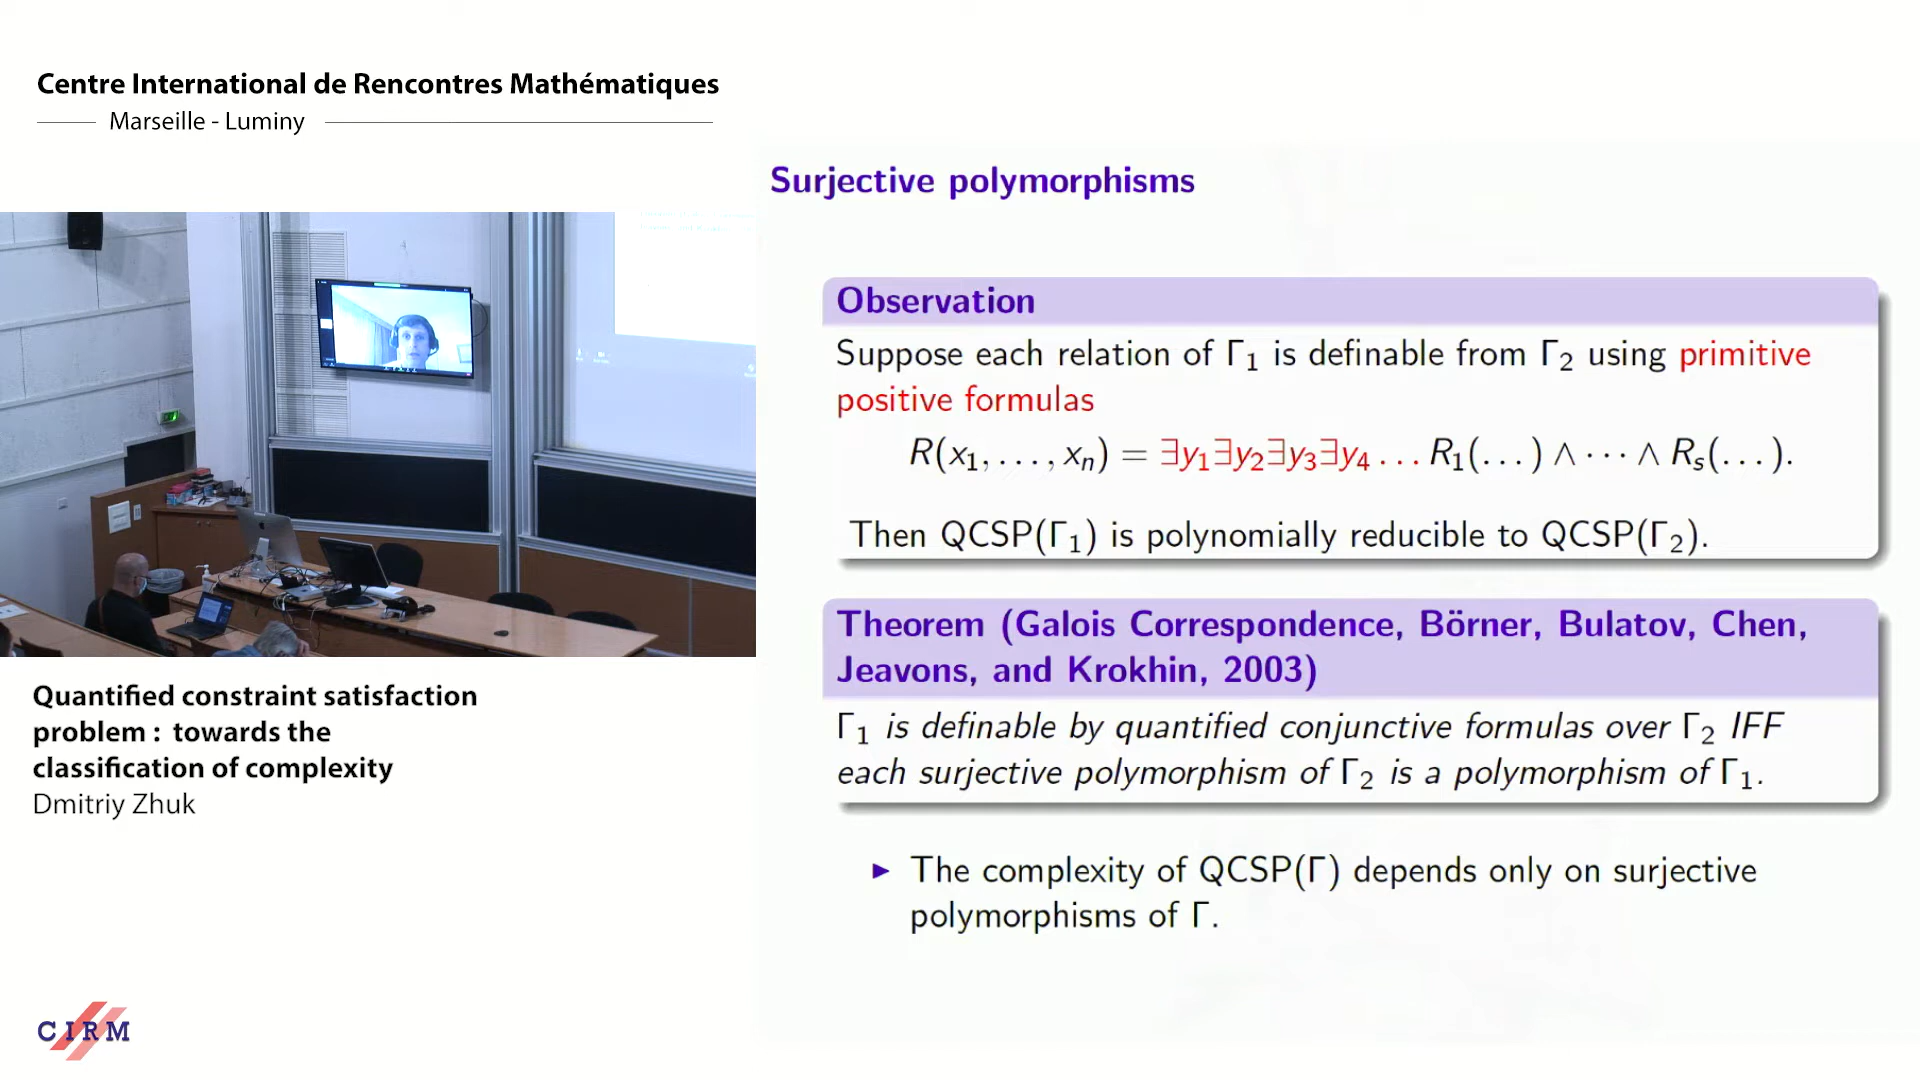 Centre International de Rencontres Mathématiques
Marseille - Luminy
Surjective polymorphisms
Observation
Suppose each relation of Γ₁ is definable from Γ₂ using primitive
positive formulas
R(x₁, . . . , xₙ) = ∃y₁∃y₂∃y₃∃y₄ . . . R₁(. . .) ∧ · · · ∧ Rₛ(. . .).
Then QCSP(Γ₁) is polynomially reducible to QCSP(Γ₂).
Theorem (Galois Correspondence, Börner, Bulatov, Chen,
Jeavons, and Krokhin, 2003)
Γ₁ is definable by quantified conjunctive formulas over Γ₂ IFF
each surjective polymorphism of Γ₂ is a polymorphism of Γ₁.
▶ The complexity of QCSP(Γ) depends only on surjective
polymorphisms of Γ.
Quantified constraint satisfaction
problem : towards the
classification of complexity
Dmitriy Zhuk
CIRM